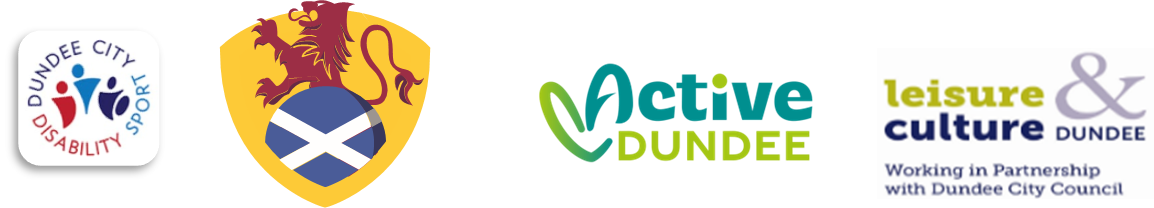 DUNDEE CITY
DISABILITY SPORT
Active
DUNDEE
leisure &
culture DUNDEE
Working in Partnership
with Dundee City Council